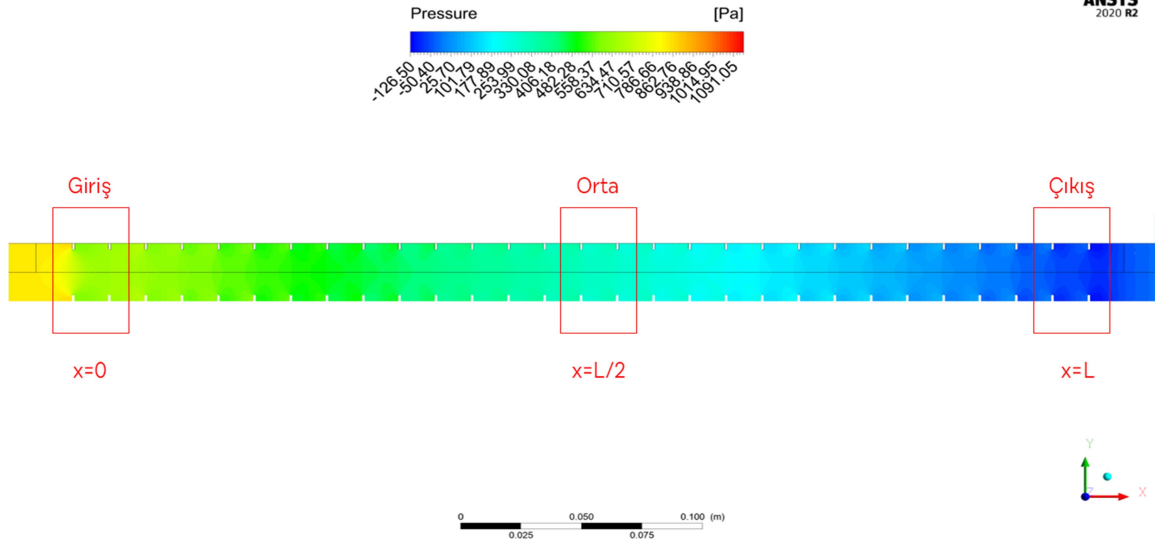 ANSYS
2020 R2
Pressure [Pa]
-126.50
-50.40
25.70
101.79
177.89
253.99
330.08
406.18
482.28
558.37
634.47
710.57
786.66
862.76
938.86
1014.95
1091.05
Giriş Orta Çıkış
x=0 x=L/2 x=L
Y
Z X
0 0.050 0.100 (m)
0.025 0.075